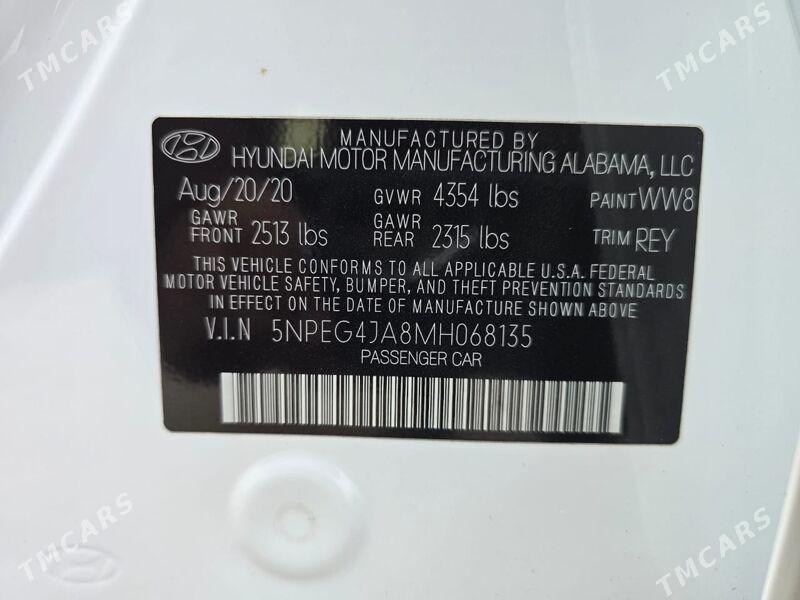 TMCARS
TMCARS
MANUFACTURED BY
HYUNDAI MOTOR MANUFACTURING ALABAMA, LLC
Aug/20/20 GVWR 4354 lbs PAINT WW8
GAWR FRONT 2513 lbs GAWR REAR 2315 lbs TRIM REY
THIS VEHICLE CONFORMS TO ALL APPLICABLE U.S.A. FEDERAL
MOTOR VEHICLE SAFETY, BUMPER, AND THEFT PREVENTION STANDARDS
IN EFFECT ON THE DATE OF MANUFACTURE SHOWN ABOVE
V.I.N 5NPEG4JA8MH068135
PASSENGER CAR
TMCARS
TMCARS